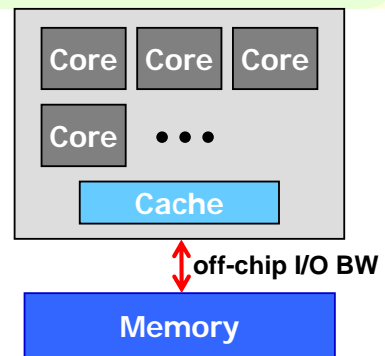 Core Core Core
Core •••
Cache
off-chip I/O BW
Memory